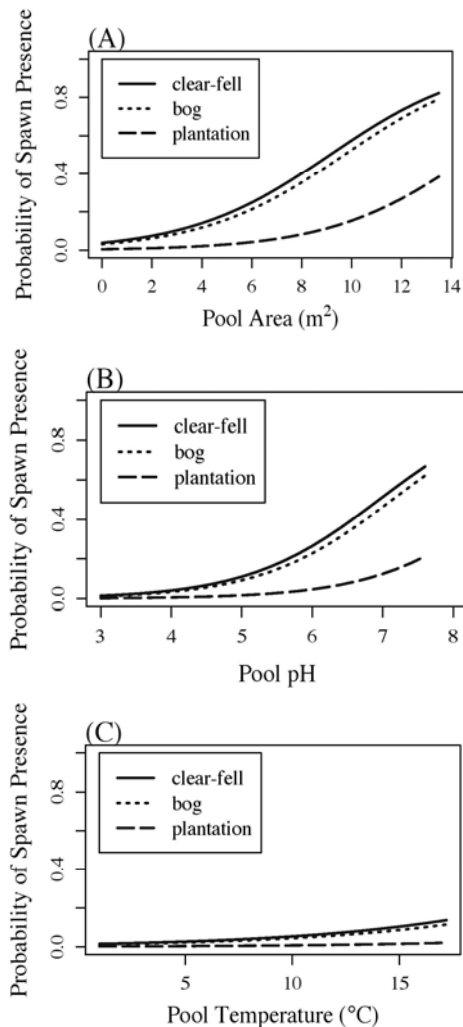 (A)
Probability of Spawn Presence
0.8
0.4
0.0
clear-fell
bog
plantation
0 2 4 6 8 10 12 14
Pool Area (m²)
(B)
Probability of Spawn Presence
0.8
0.4
0.0
clear-fell
bog
plantation
3 4 5 6 7 8
Pool pH
(C)
Probability of Spawn Presence
0.8
0.4
0.0
clear-fell
bog
plantation
5 10 15
Pool Temperature (°C)